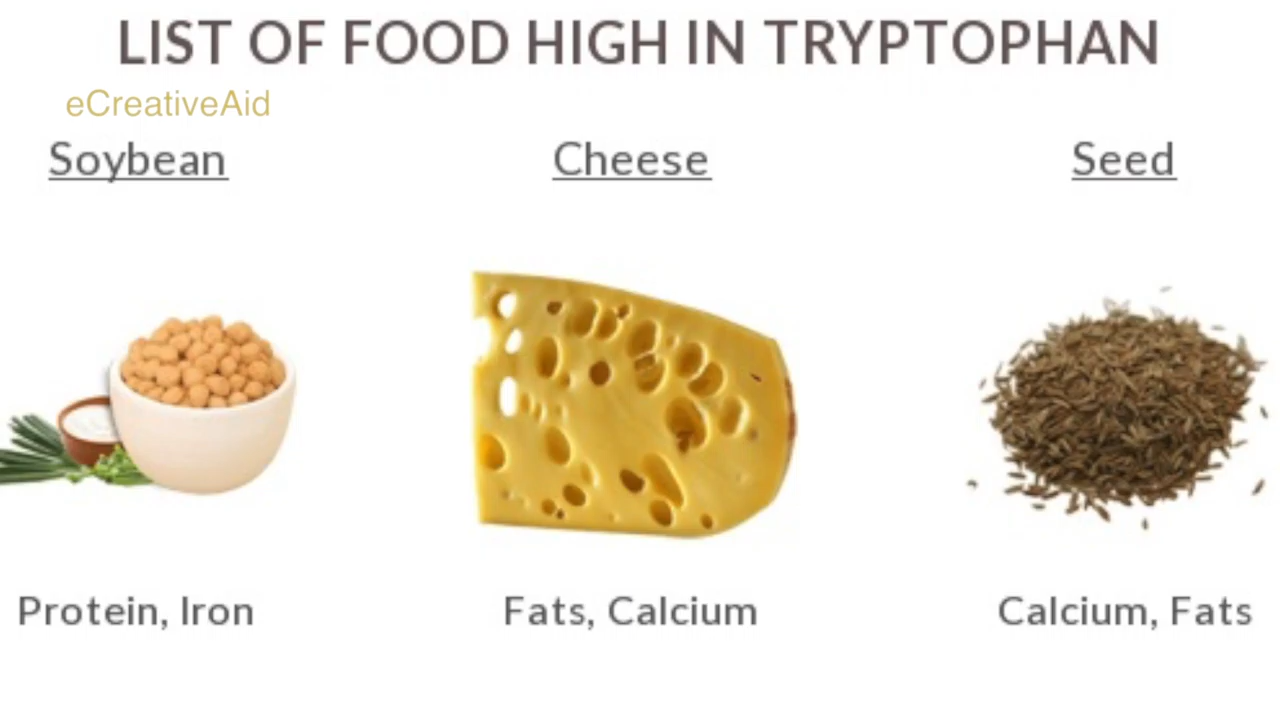 LIST OF FOOD HIGH IN TRYPTOPHAN
eCreativeAid
Soybean
Cheese
Seed
Protein, Iron
Fats, Calcium
Calcium, Fats